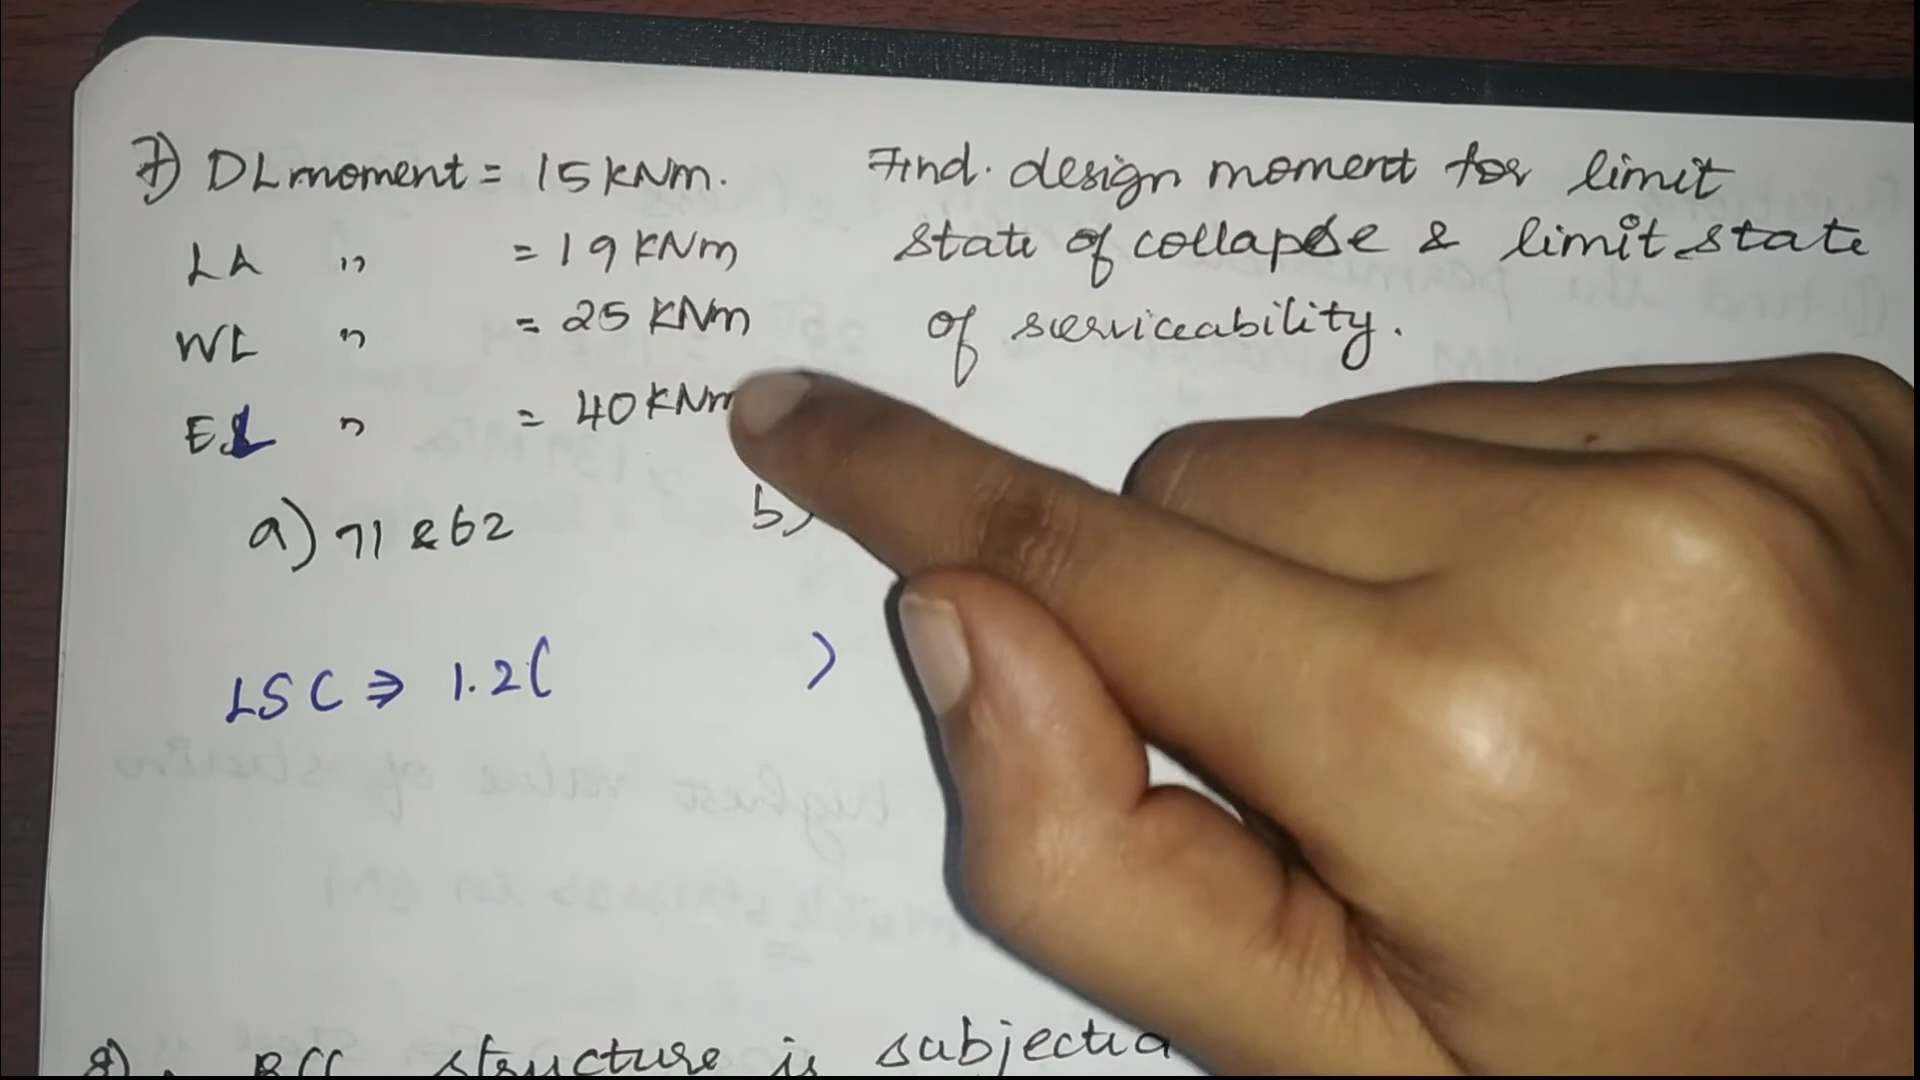 7) DL moment = 15 kNm. Find. design moment for limit
LL " = 19 KNm state of collapse & limit state
WL " = 25 KNm of serviceability.
EL " = 40 KNm
a) 71 & 62 b)
LSC ⇒ 1.2 ( )
8). RCC structure is subjected